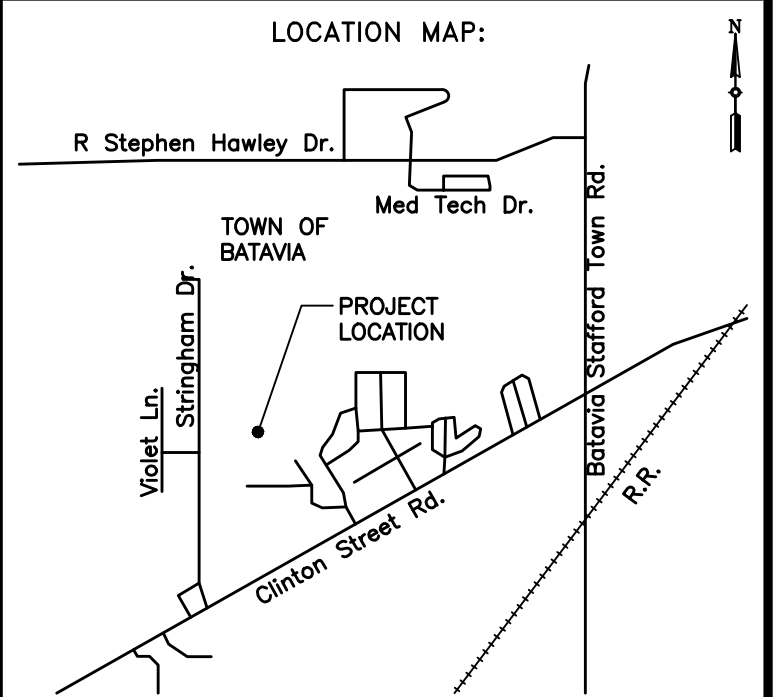 LOCATION MAP:
N
R Stephen Hawley Dr.
Med Tech Dr.
TOWN OF
BATAVIA
Batavia Stafford Town Rd.
Stringham Dr.
PROJECT
LOCATION
Violet Ln.
R.R.
Clinton Street Rd.